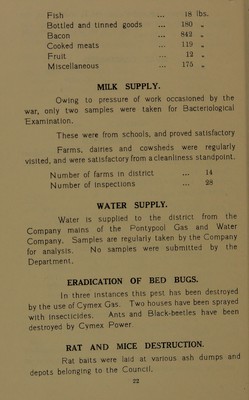 Fish ... 18 lbs.
Bottled and tinned goods ... 180 „
Bacon ... 842 „
Cooked meats ... 119 „
Fruit ... 12 „
Miscellaneous ... 175 „
MILK SUPPLY.
Owing to pressure of work occasioned by the
war, only two samples were taken for Bacteriological
Examination.
These were from schools, and proved satisfactory
Farms, dairies and cowsheds were regularly
visited, and were satisfactory from a cleanliness standpoint.
Number of farms in district ... 14
Number of inspections ... 28
WATER SUPPLY.
Water is supplied to the district from the
Company mains of the Pontypool Gas and Water
Company. Samples are regularly taken by the Company
for analysis. No samples were submitted by the
Department.
ERADICATION OF BED BUGS.
In three instances this pest has been destroyed
by the use of Cymex Gas. Two houses have been sprayed
with insecticides. Ants and Black-beetles have been
destroyed by Cymex Power.
RAT AND MICE DESTRUCTION.
Rat baits were laid at various ash dumps and
depots belonging to the Council.
22